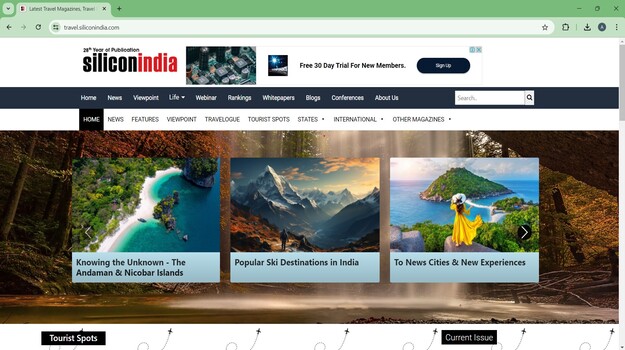 Latest Travel Magazines, Travel
travel.siliconindia.com
28th Year of Publication
siliconindia
Free 30 Day Trial For New Members.
Sign Up
Home News Viewpoint Life Webinar Rankings Whitepapers Blogs Conferences About Us Search..
HOME NEWS FEATURES VIEWPOINT TRAVELOGUE TOURIST SPOTS STATES INTERNATIONAL OTHER MAGAZINES
Knowing the Unknown - The
Andaman & Nicobar Islands
Popular Ski Destinations in India
To News Cities & New Experiences
Tourist Spots
Current Issue